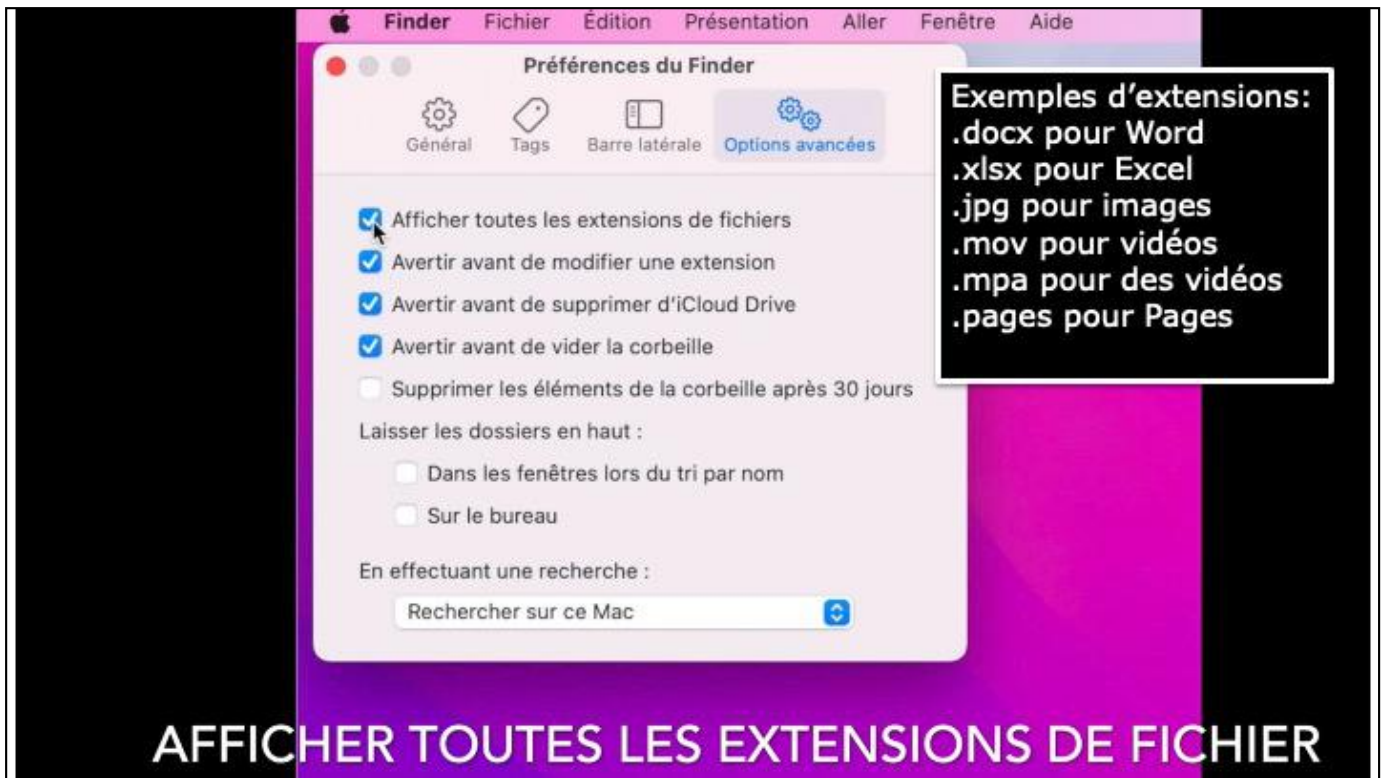 Finder Fichier Édition Présentation Aller Fenêtre Aide
Préférences du Finder
Général Tags Barre latérale Options avancées
Afficher toutes les extensions de fichiers
Avertir avant de modifier une extension
Avertir avant de supprimer d'iCloud Drive
Avertir avant de vider la corbeille
Supprimer les éléments de la corbeille après 30 jours
Laisser les dossiers en haut :
Dans les fenêtres lors du tri par nom
Sur le bureau
En effectuant une recherche :
Rechercher sur ce Mac
Exemples d'extensions:
.docx pour Word
.xlsx pour Excel
.jpg pour images
.mov pour vidéos
.mpa pour des vidéos
.pages pour Pages
AFFICHER TOUTES LES EXTENSIONS DE FICHIER